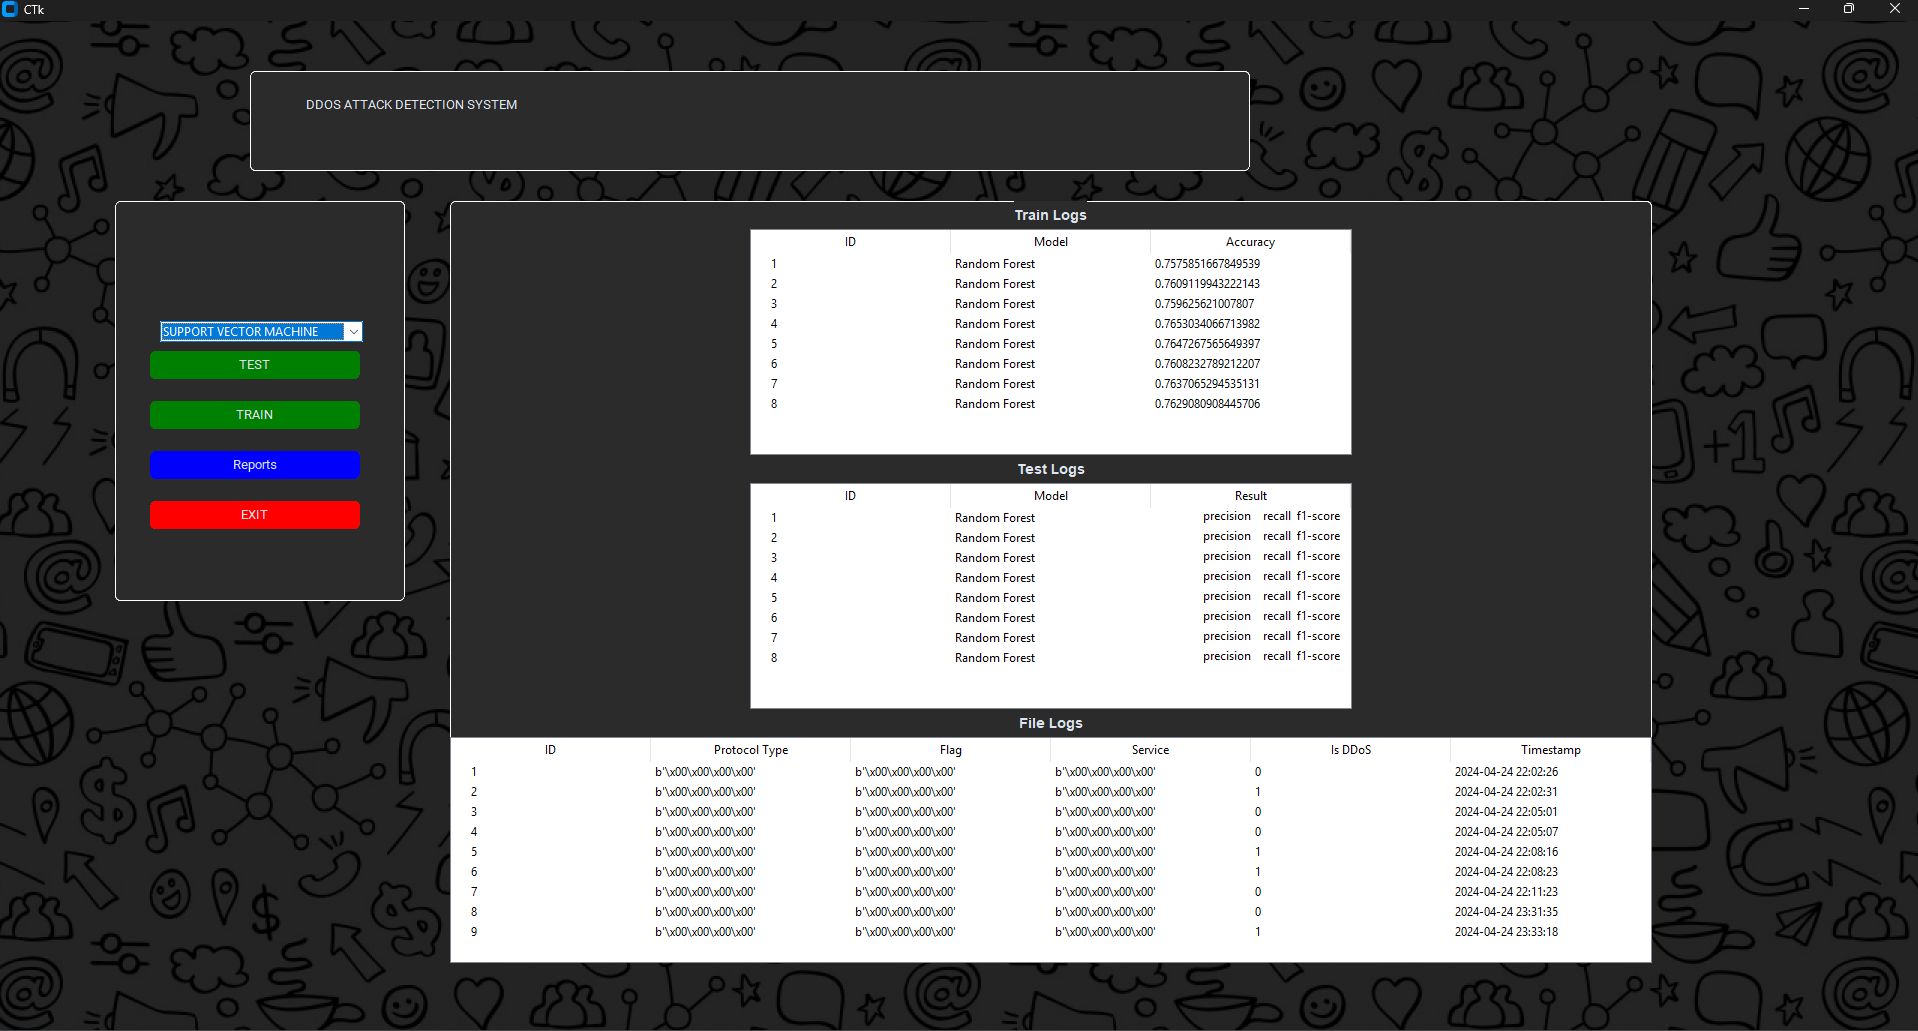 CTk
DDOS ATTACK DETECTION SYSTEM
SUPPORT VECTOR MACHINE
TEST
TRAIN
Reports
EXIT
Train Logs
ID Model Accuracy
1 Random Forest 0.7575851667849539
2 Random Forest 0.7609119943222143
3 Random Forest 0.759625621007807
4 Random Forest 0.7653034066713982
5 Random Forest 0.7647267565649397
6 Random Forest 0.7608232789212207
7 Random Forest 0.7637065294535131
8 Random Forest 0.7629080908445706
Test Logs
ID Model Result
1 Random Forest precision recall f1-score
2 Random Forest precision recall f1-score
3 Random Forest precision recall f1-score
4 Random Forest precision recall f1-score
5 Random Forest precision recall f1-score
6 Random Forest precision recall f1-score
7 Random Forest precision recall f1-score
8 Random Forest precision recall f1-score
File Logs
ID Protocol Type Flag Service Is DDoS Timestamp
1 b'\x00\x00\x00\x00' b'\x00\x00\x00\x00' b'\x00\x00\x00\x00' 0 2024-04-24 22:02:26
2 b'\x00\x00\x00\x00' b'\x00\x00\x00\x00' b'\x00\x00\x00\x00' 1 2024-04-24 22:02:31
3 b'\x00\x00\x00\x00' b'\x00\x00\x00\x00' b'\x00\x00\x00\x00' 0 2024-04-24 22:05:01
4 b'\x00\x00\x00\x00' b'\x00\x00\x00\x00' b'\x00\x00\x00\x00' 0 2024-04-24 22:05:07
5 b'\x00\x00\x00\x00' b'\x00\x00\x00\x00' b'\x00\x00\x00\x00' 1 2024-04-24 22:08:16
6 b'\x00\x00\x00\x00' b'\x00\x00\x00\x00' b'\x00\x00\x00\x00' 1 2024-04-24 22:08:23
7 b'\x00\x00\x00\x00' b'\x00\x00\x00\x00' b'\x00\x00\x00\x00' 0 2024-04-24 22:11:23
8 b'\x00\x00\x00\x00' b'\x00\x00\x00\x00' b'\x00\x00\x00\x00' 0 2024-04-24 23:31:35
9 b'\x00\x00\x00\x00' b'\x00\x00\x00\x00' b'\x00\x00\x00\x00' 1 2024-04-24 23:33:18
+1